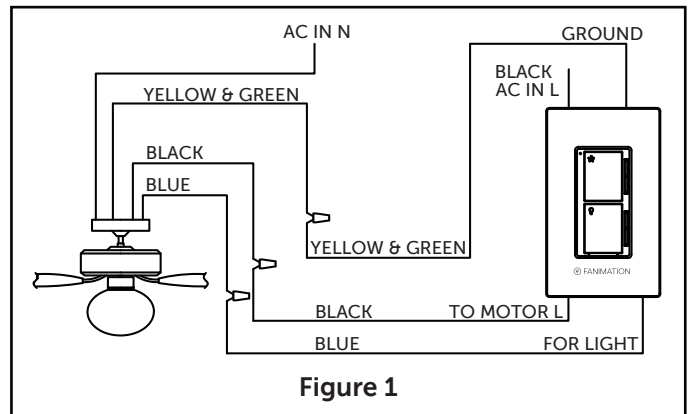 AC IN N
GROUND
BLACK
AC IN L
YELLOW & GREEN
BLACK
BLUE
YELLOW & GREEN
FANIMATION
BLACK
TO MOTOR L
BLUE
FOR LIGHT
Figure 1